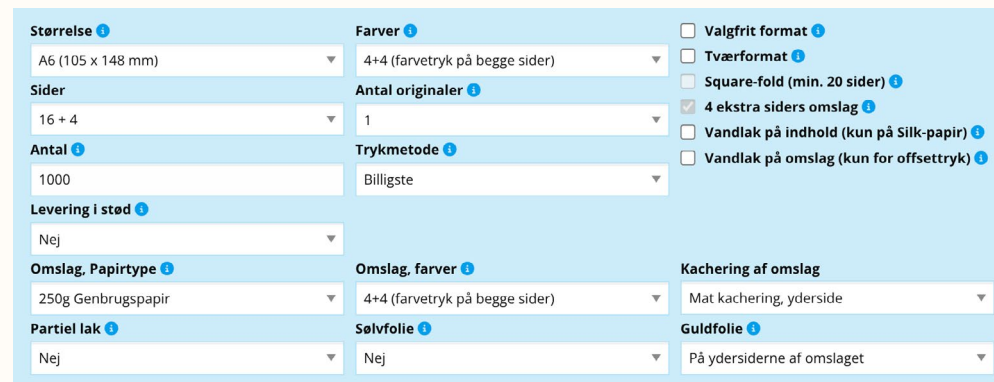 Størrelse
A6 (105 x 148 mm)
Farver
4+4 (farvetryk på begge sider)
Valgfrit format
Tværformat
Square-fold (min. 20 sider)
4 ekstra siders omslag
Vandlak på indhold (kun på Silk-papir)
Vandlak på omslag (kun for offsettryk)
Sider
16 + 4
Antal originaler
1
Antal
1000
Trykmetode
Billigste
Levering i stød
Nej
Omslag, Papirtype
250g Genbrugspapir
Omslag, farver
4+4 (farvetryk på begge sider)
Kachering af omslag
Mat kachering, yderside
Partiel lak
Nej
Sølvfolie
Nej
Guldfolie
På ydersiderne af omslaget